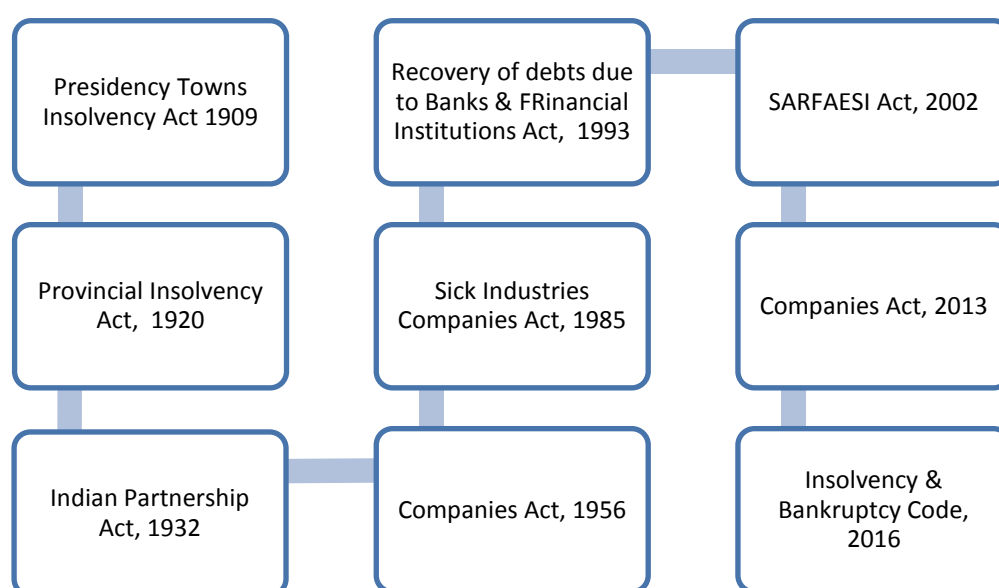 Presidency Towns
Insolvency Act 1909
Provincial Insolvency
Act,  1920
Indian Partnership
Act, 1932
Companies Act, 1956
Sick Industries
Companies Act, 1985
Recovery of debts due
to Banks & FRinancial
Institutions Act,  1993
SARFAESI Act, 2002
Companies Act, 2013
Insolvency &
Bankruptcy Code,
2016